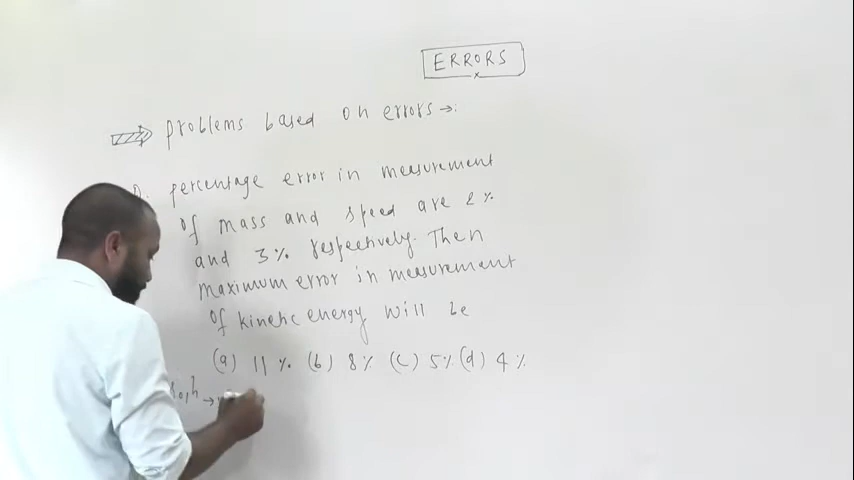 ERRORS
problems based on errors →:
Q. percentage error in measurement
of mass and speed are 2 %
and 3 % respectively. Then
maximum error in measurement
of kinetic energy will be
(a) 11 % (b) 8 % (c) 5 % (d) 4 %